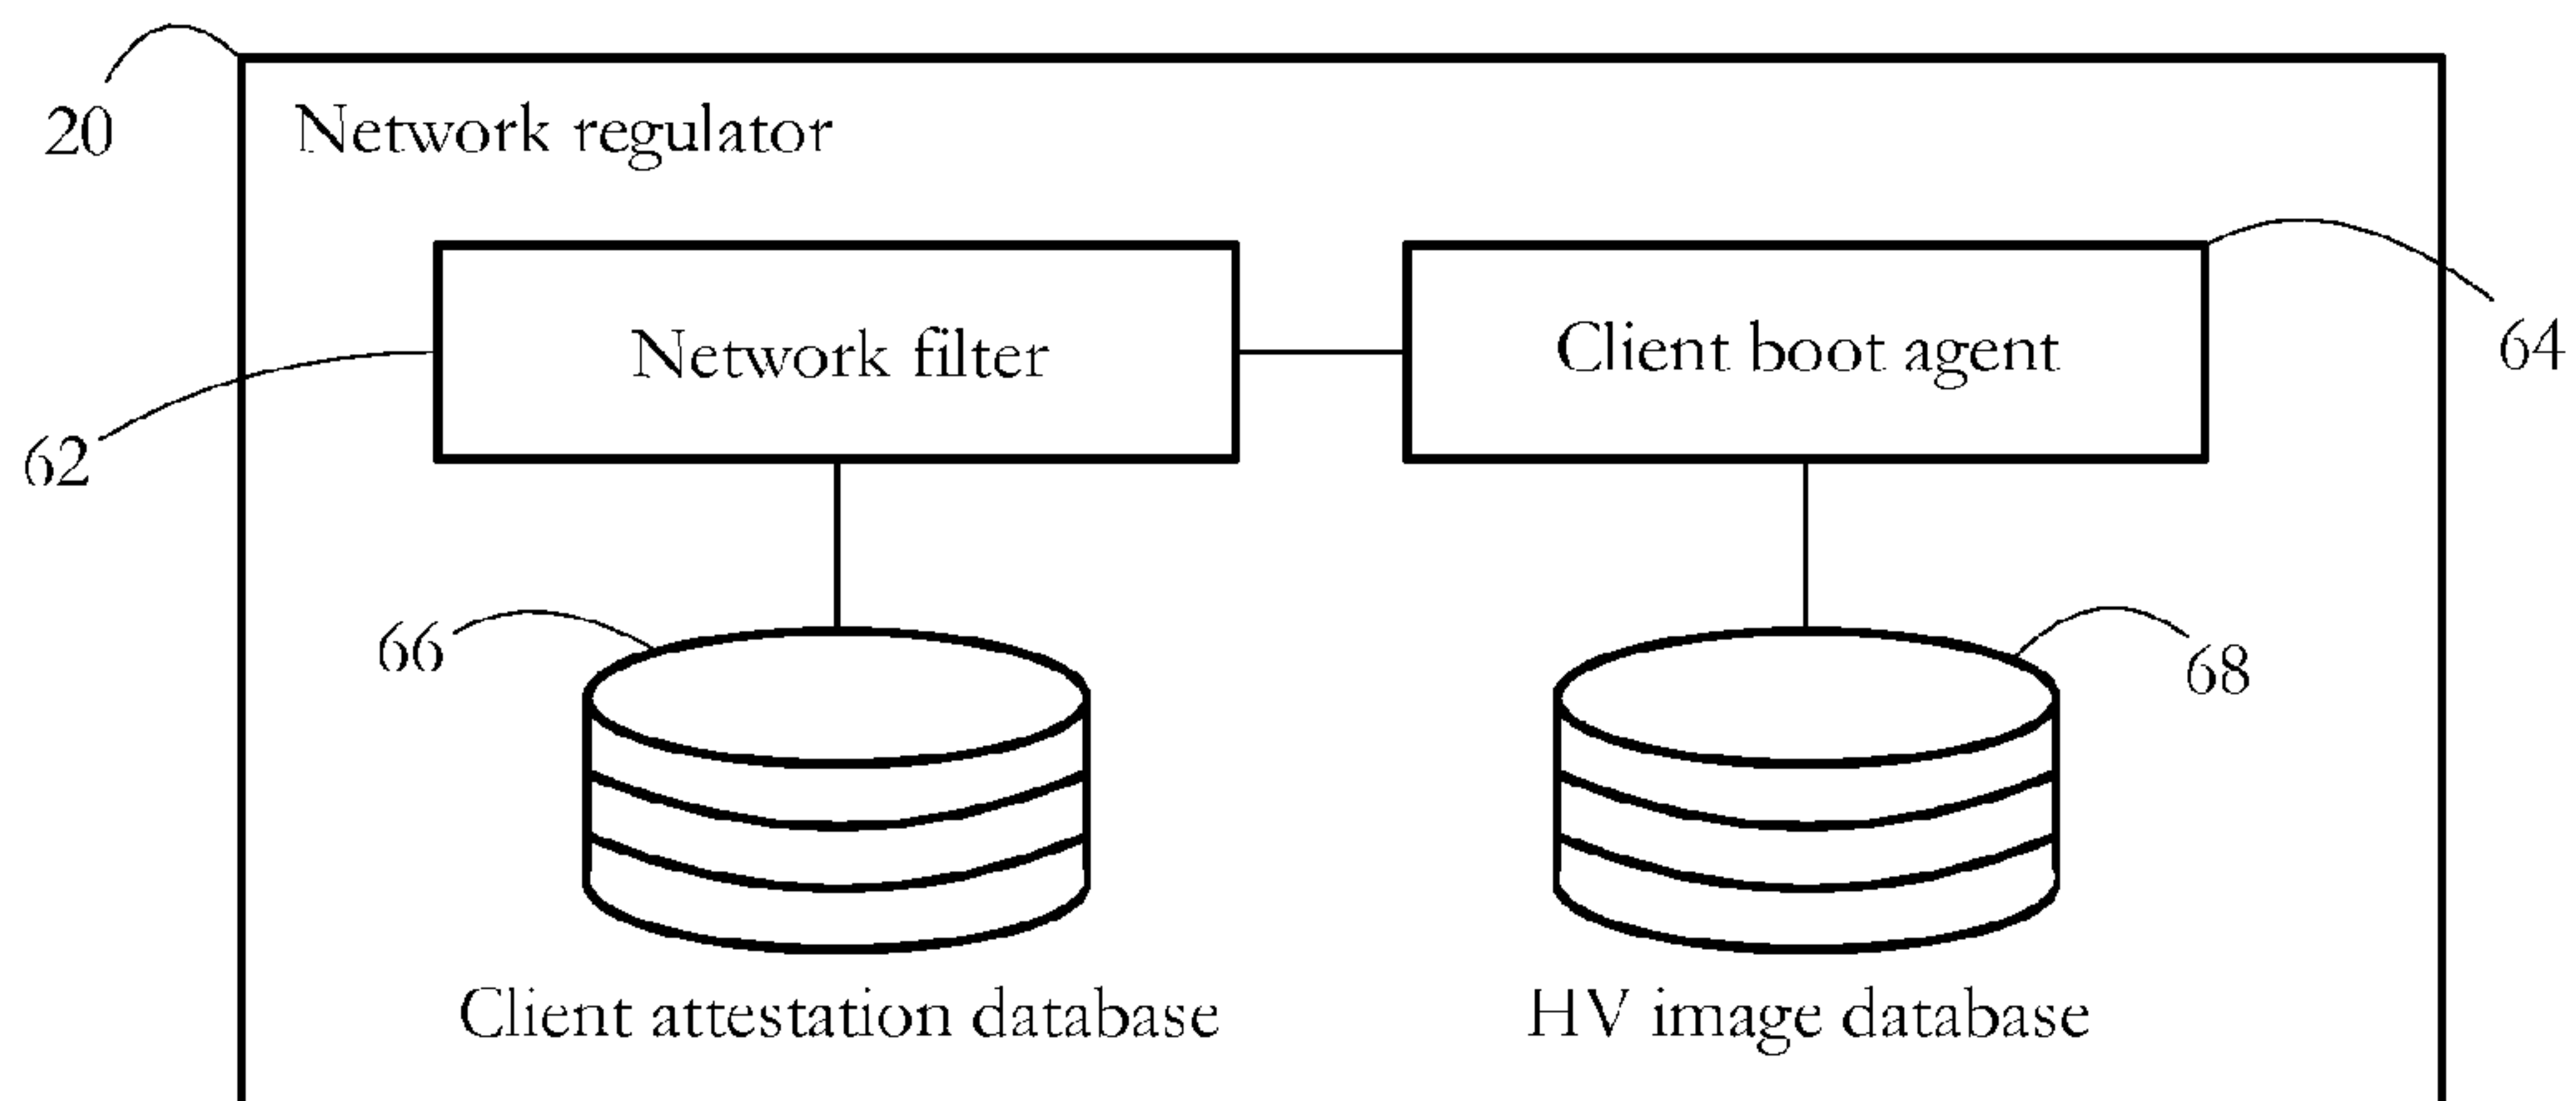 20
Network regulator
Network filter
Client boot agent
64
62
66
68
Client attestation database
HV image database